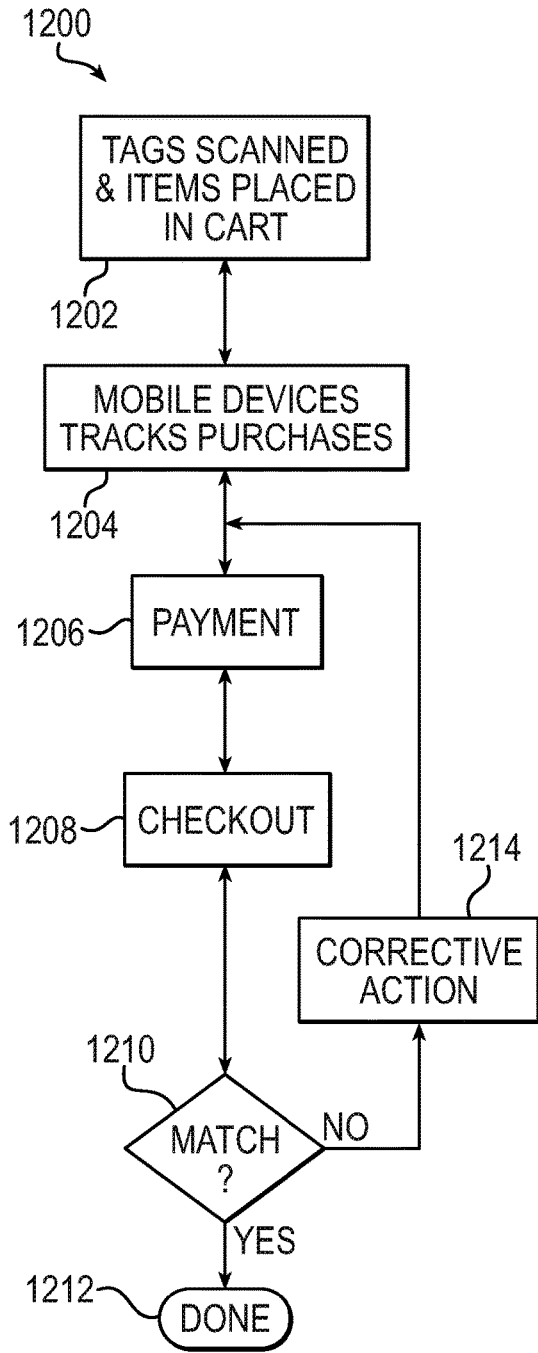 1200
TAGS SCANNED
& ITEMS PLACED
IN CART
1202
MOBILE DEVICES
TRACKS PURCHASES
1204
PAYMENT
1206
CHECKOUT
1208
1214
CORRECTIVE
ACTION
1210
MATCH
?
NO
YES
1212
DONE